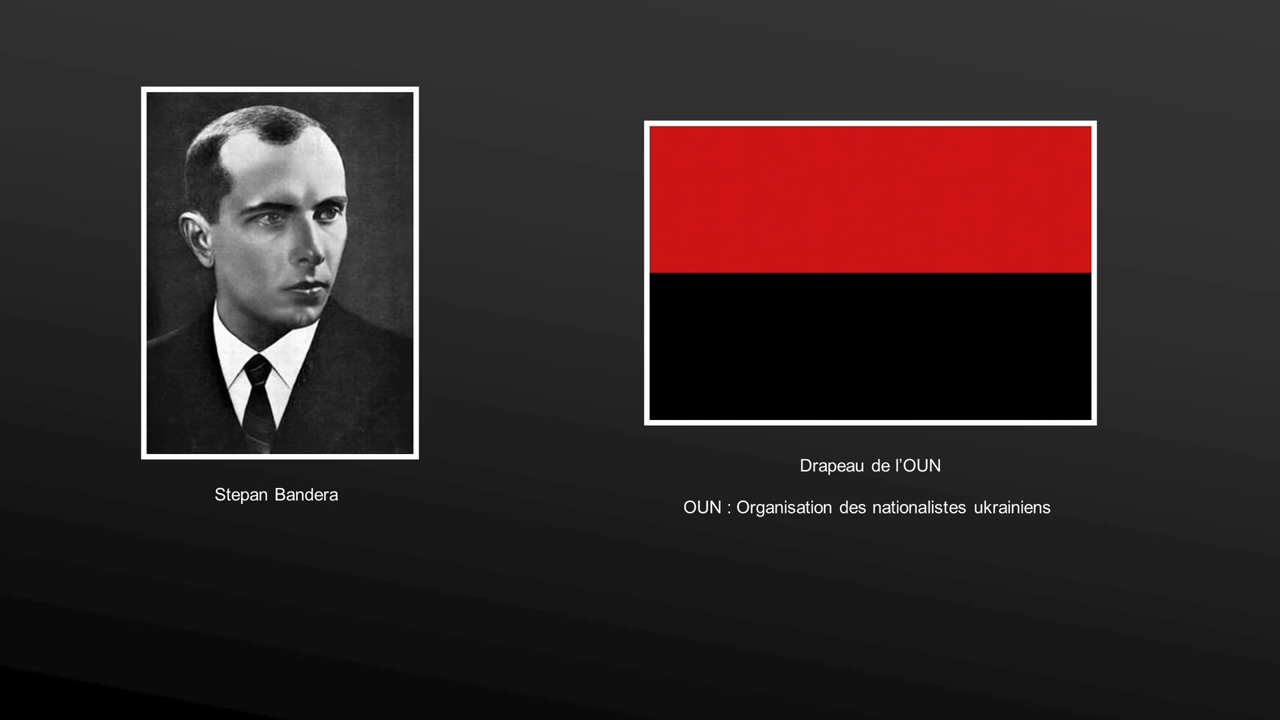 Stepan Bandera
Drapeau de l’OUN
OUN : Organisation des nationalistes ukrainiens